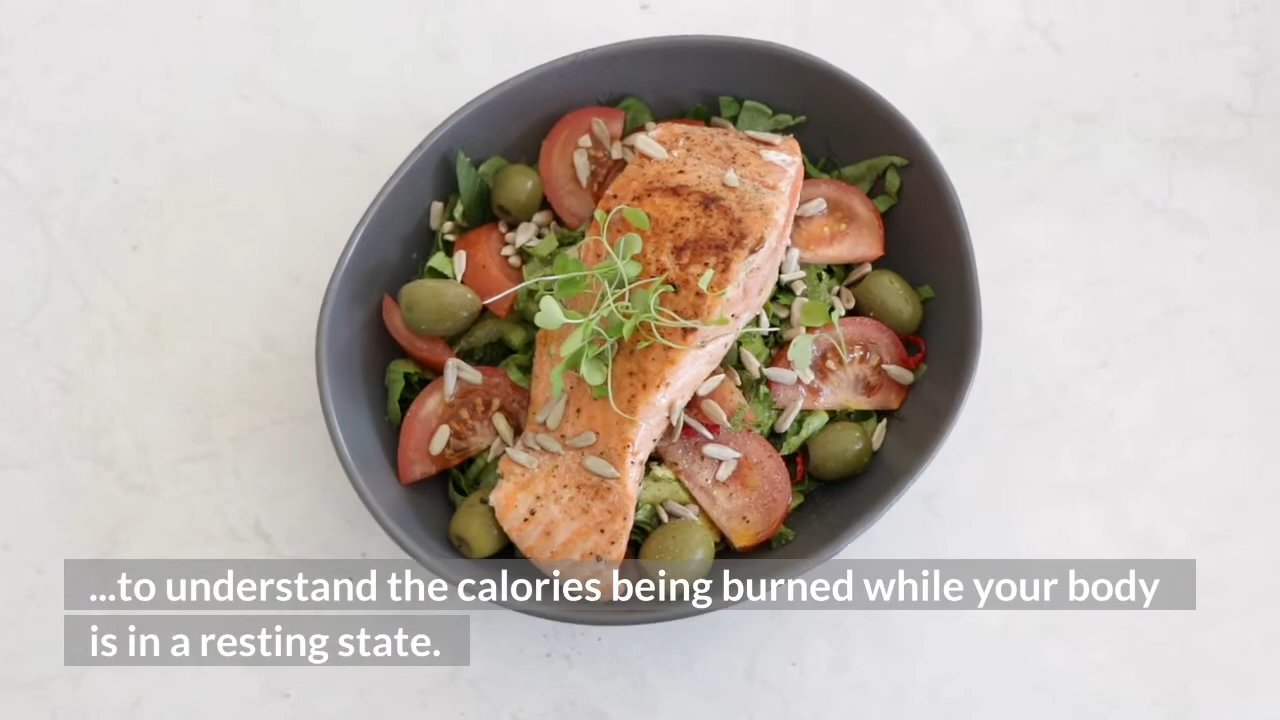 ...to understand the calories being burned while your body
is in a resting state.